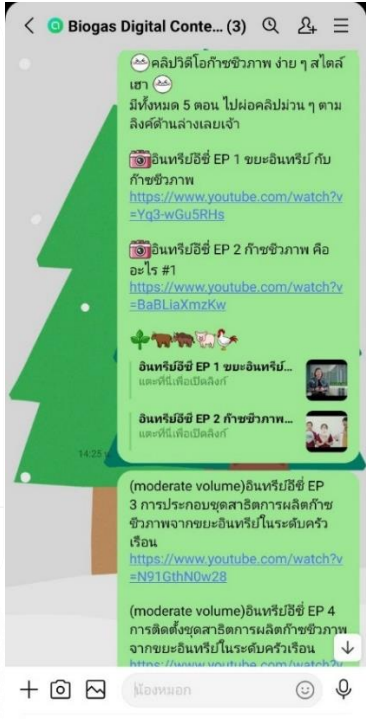 Biogas Digital Conte... (3)
คลิปวิดีโอก๊าซชีวภาพ ง่าย ๆ สไตล์
เฮา
มีทั้งหมด 5 ตอน ไปผ่อคลิปม่วน ๆ ตาม
ลิงค์ด้านล่างเลยเจ้า
อินทรีย์อีซี่ EP 1 ขยะอินทรีย์ กับ
ก๊าซชีวภาพ
https://www.youtube.com/watch?v
=Yq3-wGu5RHs
อินทรีย์อีซี่ EP 2 ก๊าซชีวภาพ คือ
อะไร #1
https://www.youtube.com/watch?v
=BaBLiaXmzKw
อินทรีย์อีซี่ EP 1 ขยะอินทรีย์...
แตะที่นี่เพื่อเปิดลิงก์
อินทรีย์อีซี่ EP 2 ก๊าซชีวภาพ...
แตะที่นี่เพื่อเปิดลิงก์
14:25 น.
(moderate volume)อินทรีย์อีซี่ EP
3 การประกอบชุดสาธิตการผลิตก๊าซ
ชีวภาพจากขยะอินทรีย์ในระดับครัว
เรือน
https://www.youtube.com/watch?v
=N91GthN0w28
(moderate volume)อินทรีย์อีซี่ EP 4
การติดตั้งชุดสาธิตการผลิตก๊าซชีวภาพ
จากขยะอินทรีย์ในระดับครัวเรือน
https://www.youtube.com/watch?v
น้องหมอก